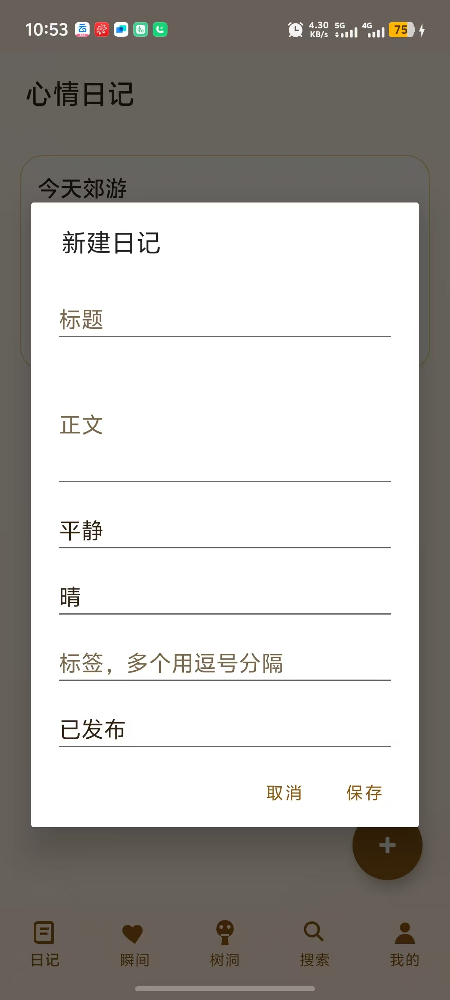 10:53
4.30 KB/s 5G 4G 75
心情日记
今天郊游
新建日记
标题
正文
平静
晴
标签，多个用逗号分隔
已发布
取消 保存
日记 瞬间 树洞 搜索 我的